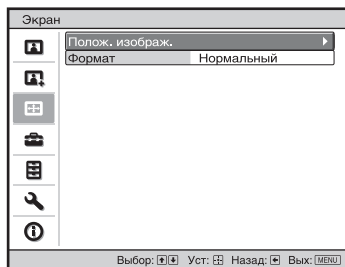 Экран
Полож. изображ.
Формат Нормальный
Выбор: Уст: Назад: Вых: MENU